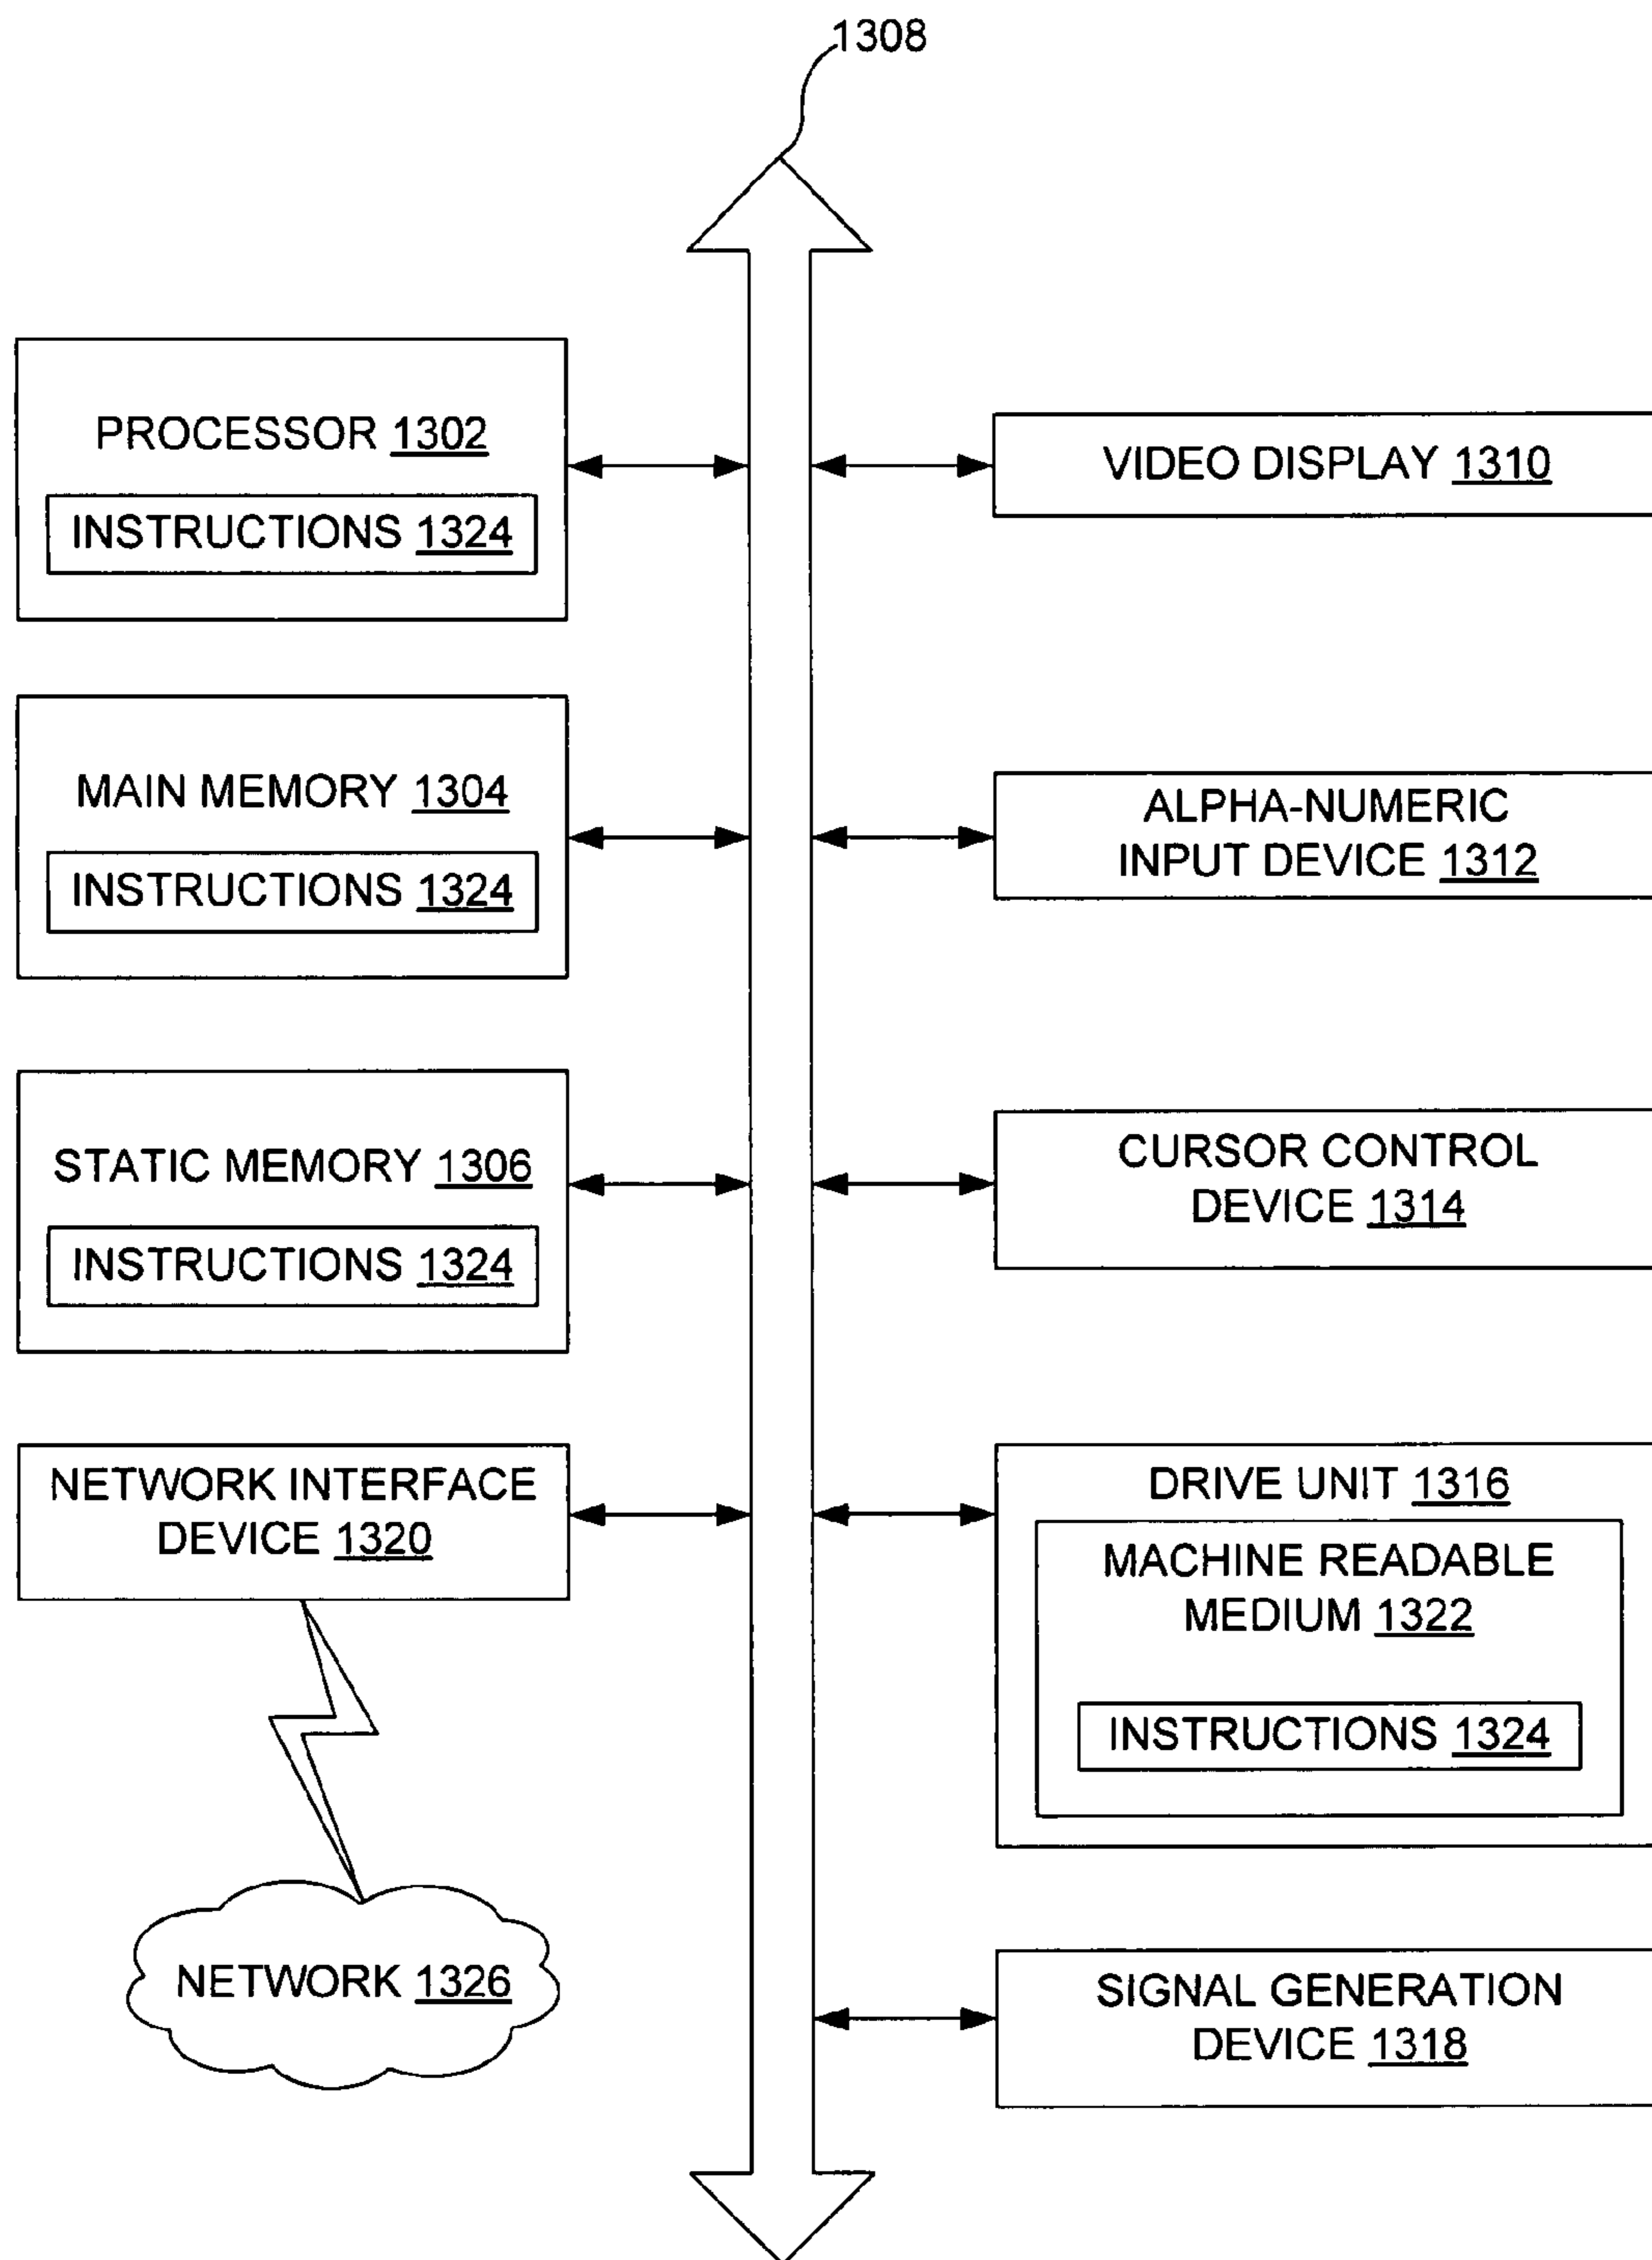 1308
PROCESSOR 1302
INSTRUCTIONS 1324
MAIN MEMORY 1304
INSTRUCTIONS 1324
STATIC MEMORY 1306
INSTRUCTIONS 1324
NETWORK INTERFACE
DEVICE 1320
NETWORK 1326
VIDEO DISPLAY 1310
ALPHA-NUMERIC
INPUT DEVICE 1312
CURSOR CONTROL
DEVICE 1314
DRIVE UNIT 1316
MACHINE READABLE
MEDIUM 1322
INSTRUCTIONS 1324
SIGNAL GENERATION
DEVICE 1318